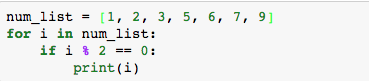 num_list = [1, 2, 3, 5, 6, 7, 9]
for i in num_list:
    if i % 2 == 0:
        print(i)